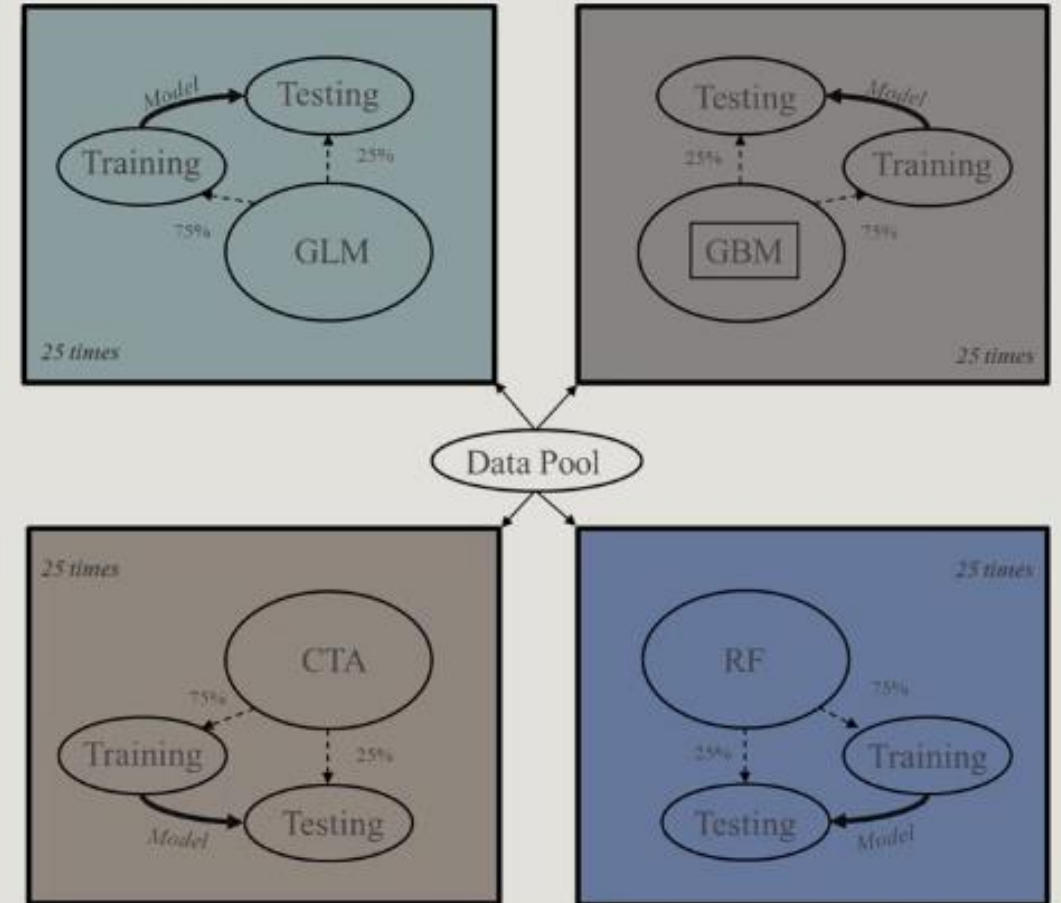 Model
Testing
Training
25%
75%
GLM
25 times
Testing
Model
Training
25%
75%
GBM
25 times
Data Pool
25 times
CTA
75%
Training
25%
Testing
Model
25 times
RF
75%
25%
Training
Testing
Model